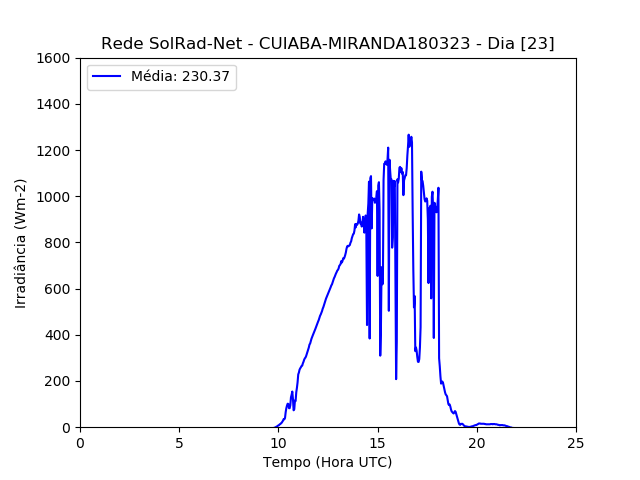 Rede SolRad-Net - CUIABA-MIRANDA180323 - Dia [23]
Média: 230.37
1600
1400
1200
1000
800
600
400
200
0
Irradiância (Wm-2)
0 5 10 15 20 25
Tempo (Hora UTC)